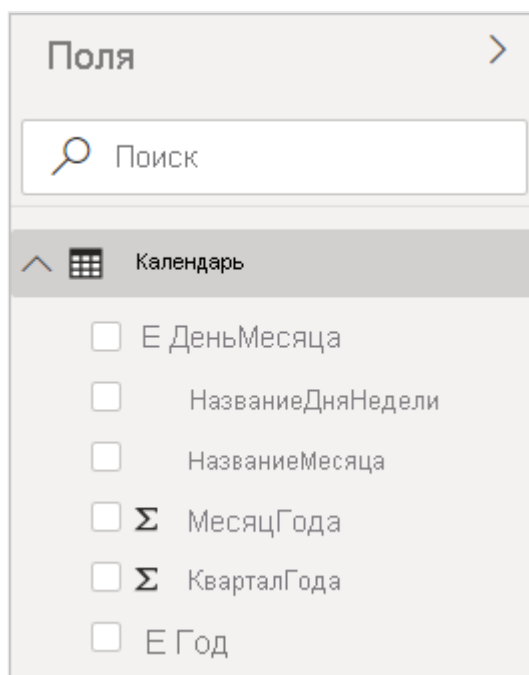 Поля
Поиск
Календарь
Е ДеньМесяца
НазваниеДняНедели
НазваниеМесяца
Σ МесяцГода
Σ КварталГода
Е Год